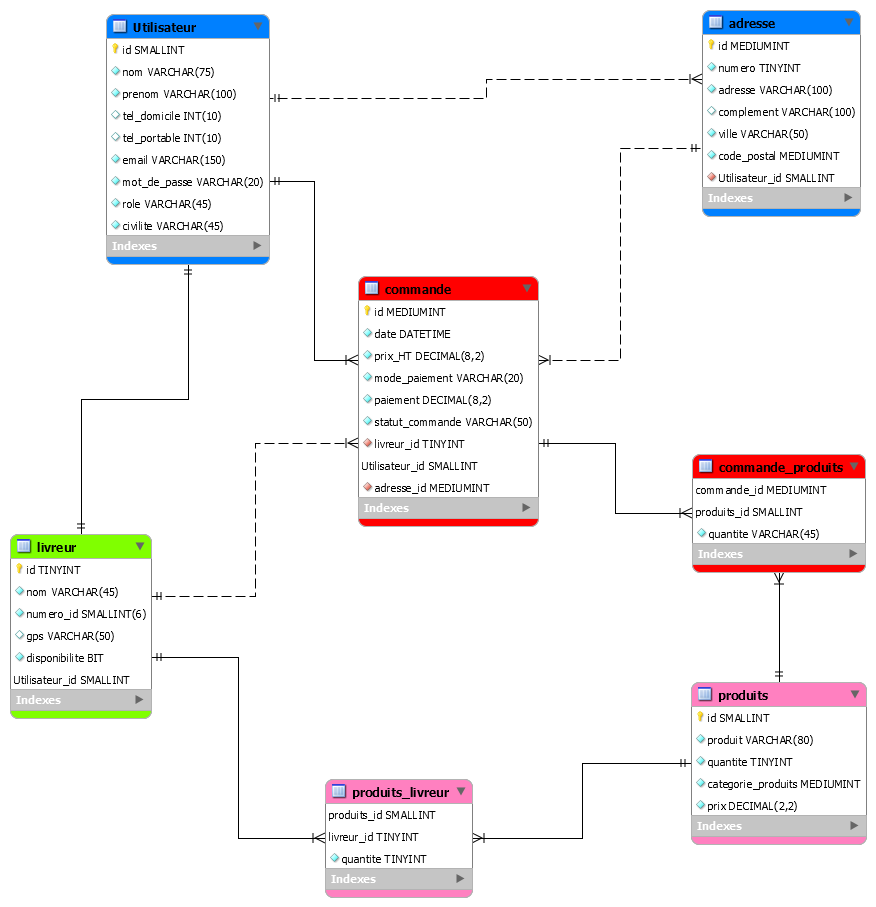 Utilisateur
id SMALLINT
nom VARCHAR(75)
prenom VARCHAR(100)
tel_domicile INT(10)
tel_portable INT(10)
email VARCHAR(150)
mot_de_passe VARCHAR(20)
role VARCHAR(45)
civilite VARCHAR(45)
Indexes
adresse
id MEDIUMINT
numero TINYINT
adresse VARCHAR(100)
complement VARCHAR(100)
ville VARCHAR(50)
code_postal MEDIUMINT
Utilisateur_id SMALLINT
Indexes
commande
id MEDIUMINT
date DATETIME
prix_HT DECIMAL(8,2)
mode_paiement VARCHAR(20)
paiement DECIMAL(8,2)
statut_commande VARCHAR(50)
livreur_id TINYINT
Utilisateur_id SMALLINT
adresse_id MEDIUMINT
Indexes
commande_produits
commande_id MEDIUMINT
produits_id SMALLINT
quantite VARCHAR(45)
Indexes
livreur
id TINYINT
nom VARCHAR(45)
numero_id SMALLINT(6)
gps VARCHAR(50)
disponibilite BIT
Utilisateur_id SMALLINT
Indexes
produits
id SMALLINT
produit VARCHAR(80)
quantite TINYINT
categorie_produits MEDIUMINT
prix DECIMAL(2,2)
Indexes
produits_livreur
produits_id SMALLINT
livreur_id TINYINT
quantite TINYINT
Indexes